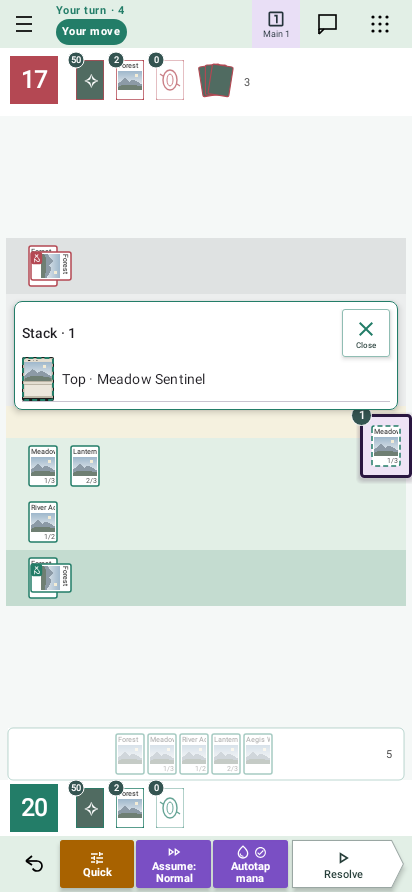 Your turn · 4
Your move
1
Main 1
17
50
2
Forest
0
3
x2
Forest
Stack · 1
Close
Top · Meadow Sentinel
1
Meadow
1/3
Meadow
1/3
Lantern
2/3
River Ac
1/2
x2
Forest
Forest
Meadow
1/3
River Ac
1/2
Lantern
2/3
Aegis W
5
20
50
2
Forest
0
Quick
Assume:
Normal
Autotap
mana
Resolve